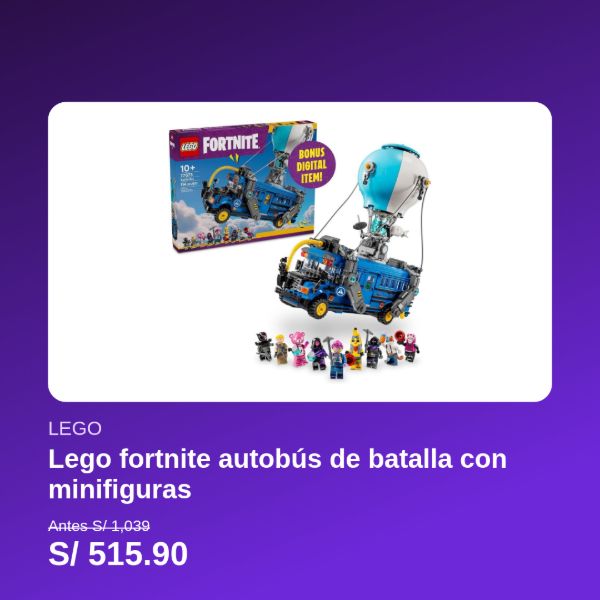 LEGO
FORTNITE
10+
BONUS
DIGITAL
ITEM!
LEGO
Lego fortnite autobús de batalla con
minifiguras
Antes S/ 1,039
S/ 515.90